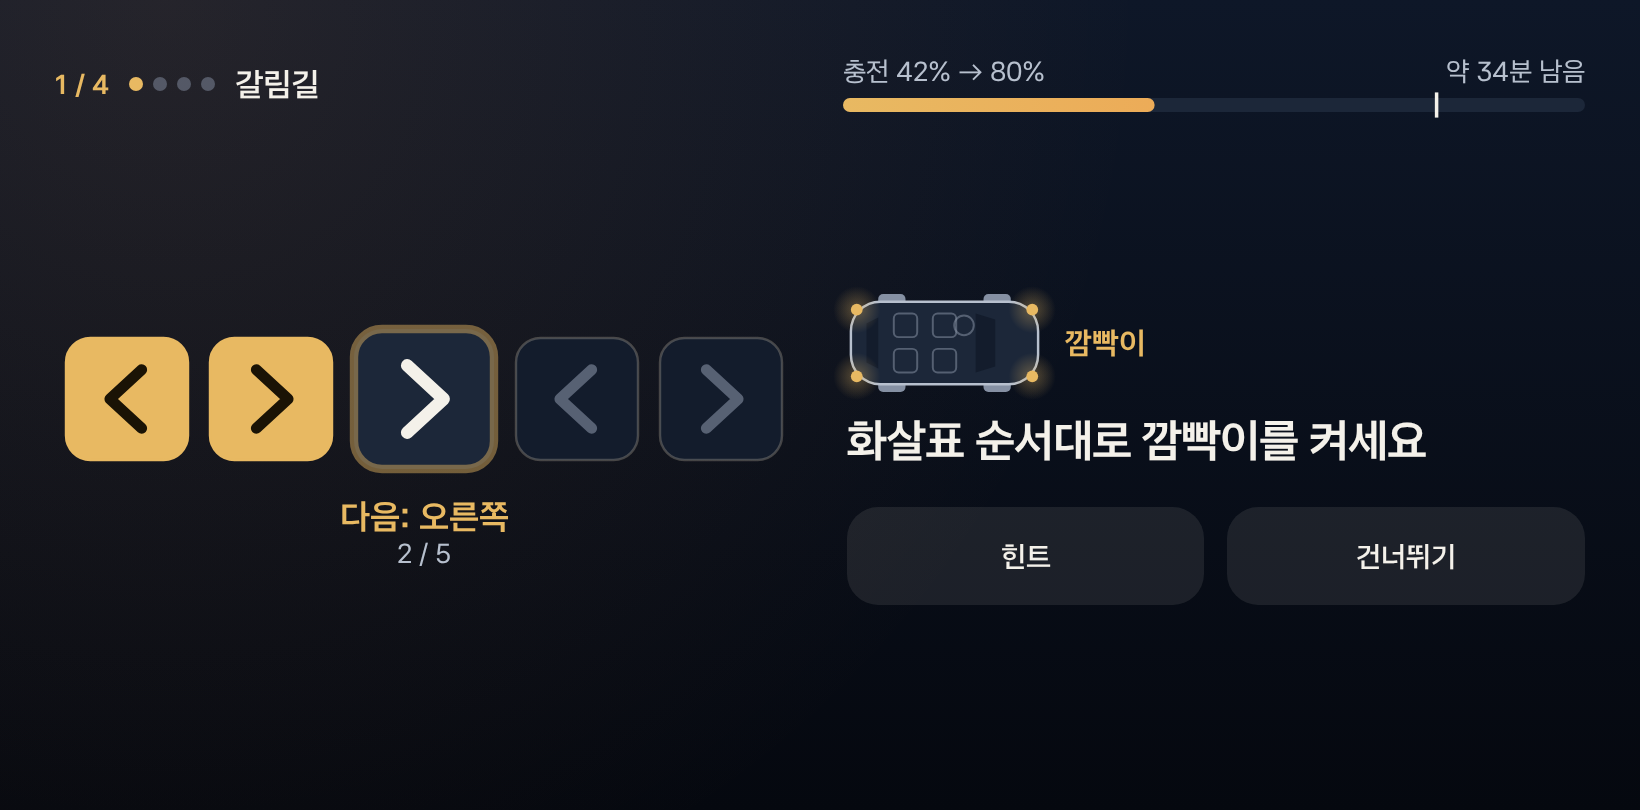 1 / 4 갈림길
충전 42% → 80%
약 34분 남음
다음: 오른쪽
2 / 5
깜빡이
화살표 순서대로 깜빡이를 켜세요
힌트
건너뛰기